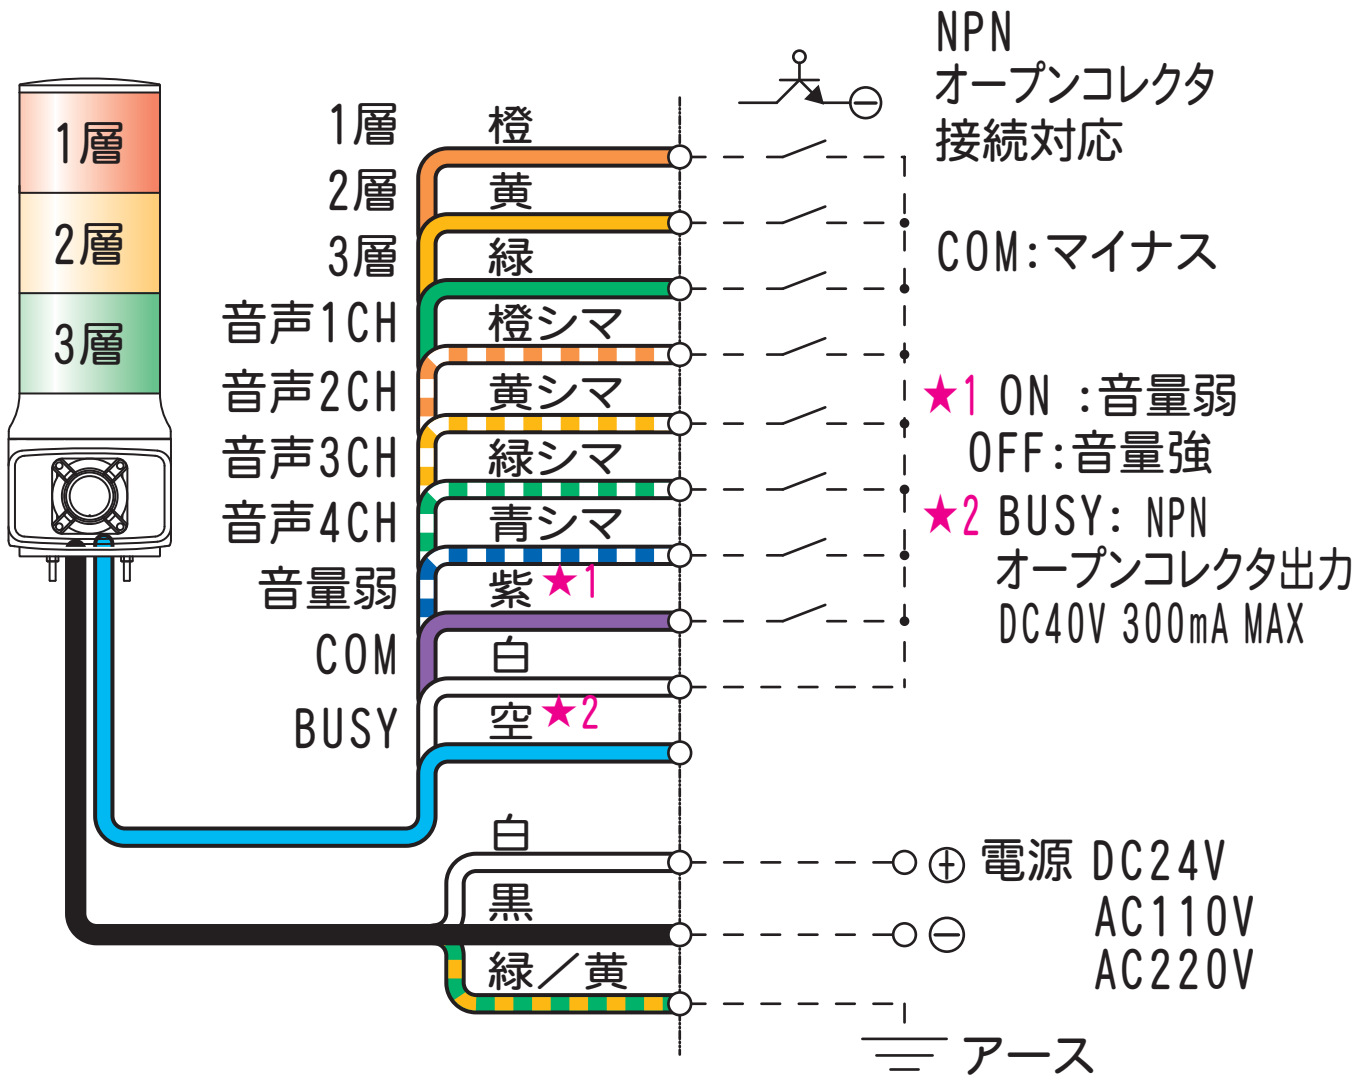 1層
2層
3層
1層 橙
2層 黄
3層 緑
音声1CH 橙シマ
音声2CH 黄シマ
音声3CH 緑シマ
音声4CH 青シマ
音量弱 紫★1
COM 白
BUSY 空★2
白
黒
緑/黄
NPN
オープンコレクタ
接続対応
COM:マイナス
★1 ON :音量弱
OFF:音量強
★2 BUSY: NPN
オープンコレクタ出力
DC40V 300mA MAX
⊕ 電源 DC24V
AC110V
⊖
AC220V
アース